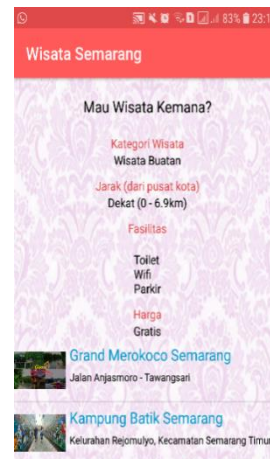 83% 23:1
Wisata Semarang
Mau Wisata Kemana?
Kategori Wisata
Wisata Buatan
Jarak (dari pusat kota)
Dekat (0 - 6.9km)
Fasilitas
Toilet
Wifi
Parkir
Harga
Gratis
Grand Merokoco Semarang
Jalan Anjasmoro - Tawangsari
Kampung Batik Semarang
Kelurahan Rejomulyo, Kecamatan Semarang Timu